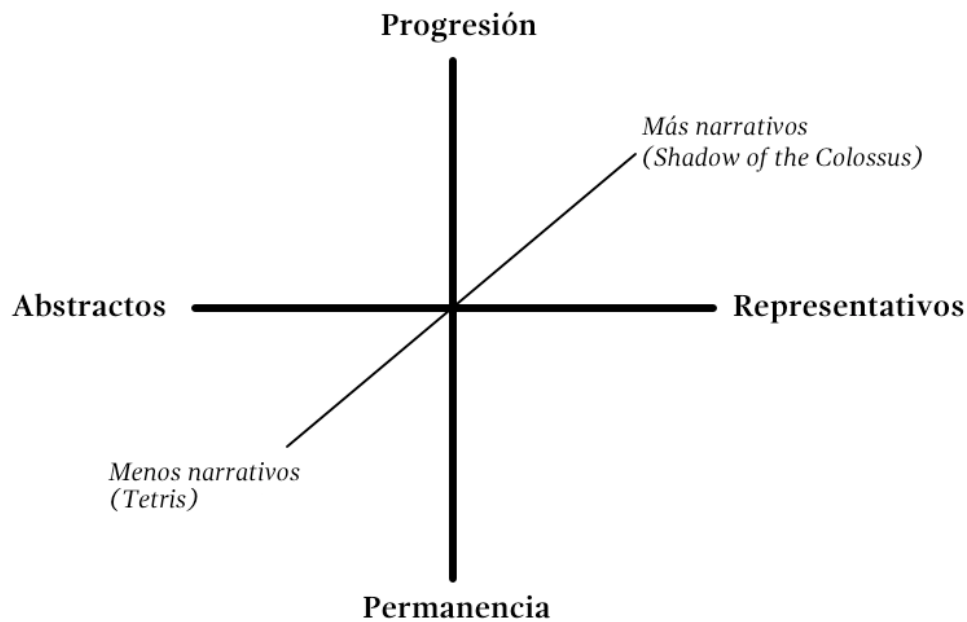 Progresión
Más narrativos
(Shadow of the Colossus)
Abstractos
Representativos
Menos narrativos
(Tetris)
Permanencia